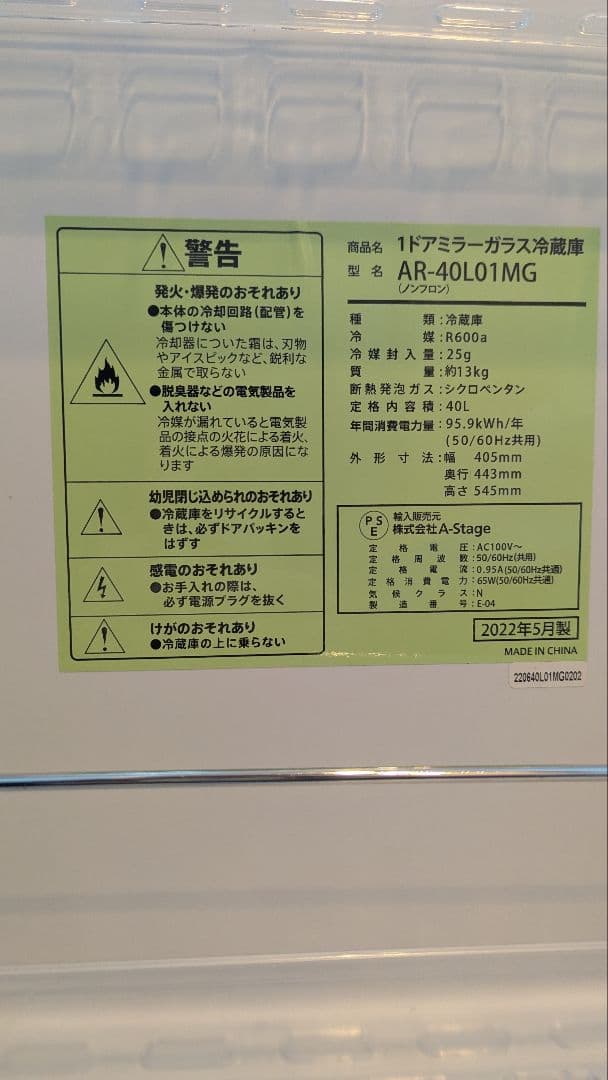 警告
発火・爆発のおそれあり
●本体の冷却回路(配管)を
傷つけない
冷却器についた霜は、刃物
やアイスピックなど、鋭利な
金属で取らない
●脱臭器などの電気製品を
入れない
冷媒が漏れていると電気製
品の接点の火花による着火、
着火による爆発の原因にな
ります
幼児閉じ込められのおそれあり
●冷蔵庫をリサイクルすると
きは、必ずドアパッキンを
はずす
感電のおそれあり
●お手入れの際は、
必ず電源プラグを抜く
けがのおそれあり
●冷蔵庫の上に乗らない
商品名 1ドアミラーガラス冷蔵庫
型名 AR-40L01MG
(ノンフロン)
種類:冷蔵庫
冷媒:R600a
冷媒封入量:25g
質量:約13kg
断熱発泡ガス:シクロペンタン
定格内容積:40L
年間消費電力量:95.9kWh/年
(50/60Hz共用)
外形寸法:幅 405mm
奥行 443mm
高さ 545mm
PS
E
輸入販売元
株式会社A-Stage
定格電圧:AC100V～
定格周波数:50/60Hz(共用)
定格電流:0.95A(50/60Hz共通)
定格消費電力:65W(50/60Hz共通)
気候クラス:N
製造番号:E-04
2022年5月製
MADE IN CHINA
220640L01MG0202